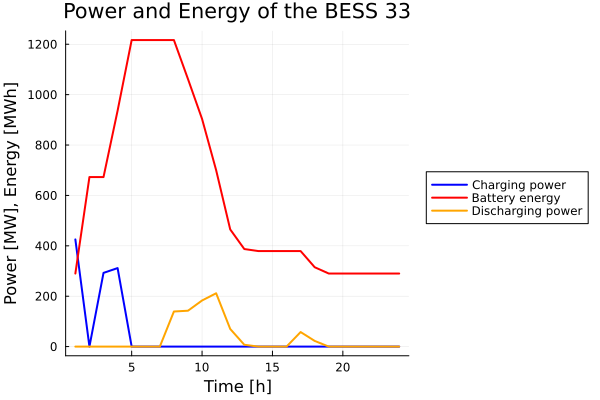 Power and Energy of the BESS 33
Power [MW], Energy [MWh]
1200
1000
800
600
400
200
0
5
10
15
20
Time [h]
Charging power
Battery energy
Discharging power